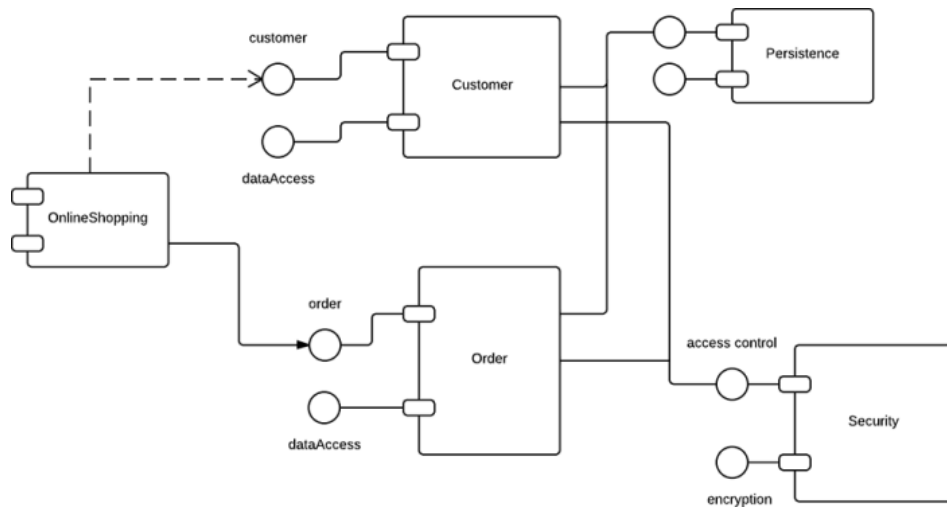 customer
Customer
Persistence
dataAccess
OnlineShopping
order
Order
access control
dataAccess
Security
encryption